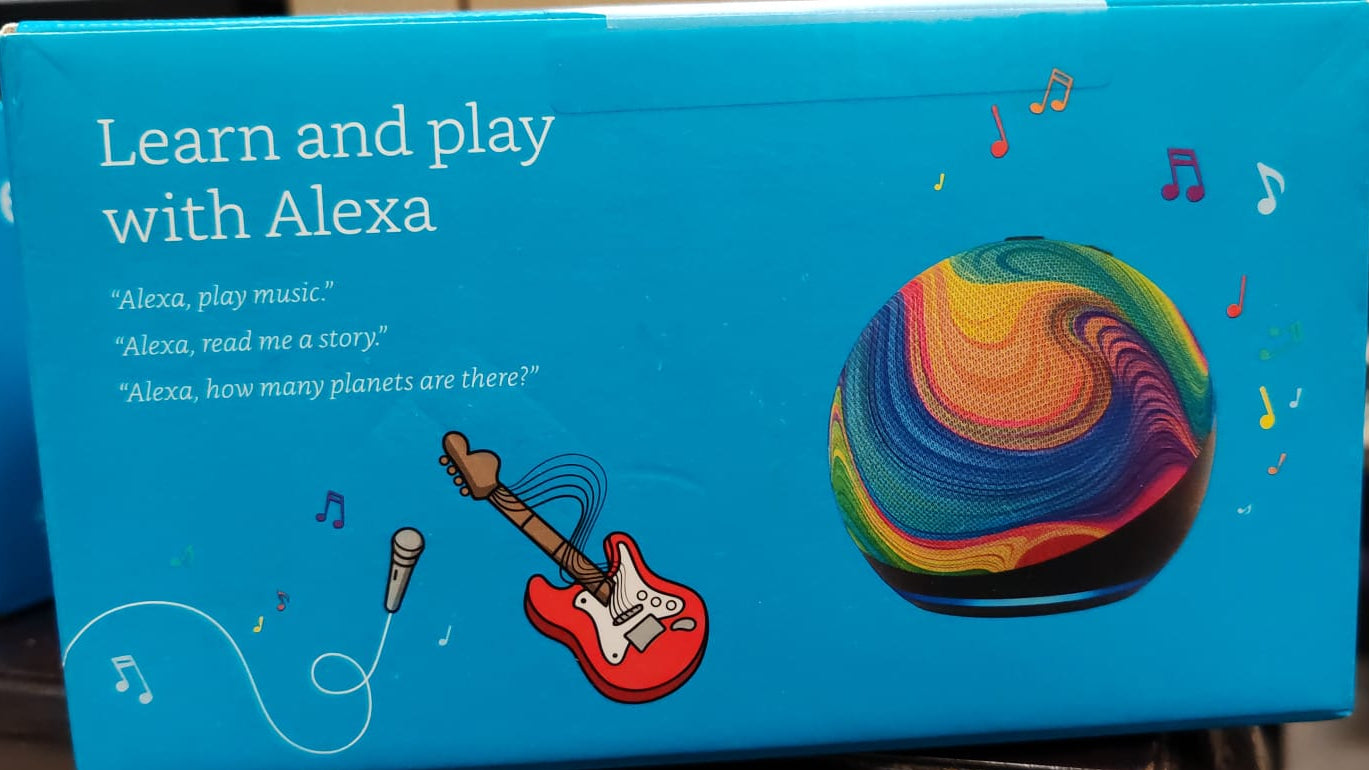 Learn and play
with Alexa
“Alexa, play music.”
“Alexa, read me a story.”
“Alexa, how many planets are there?”